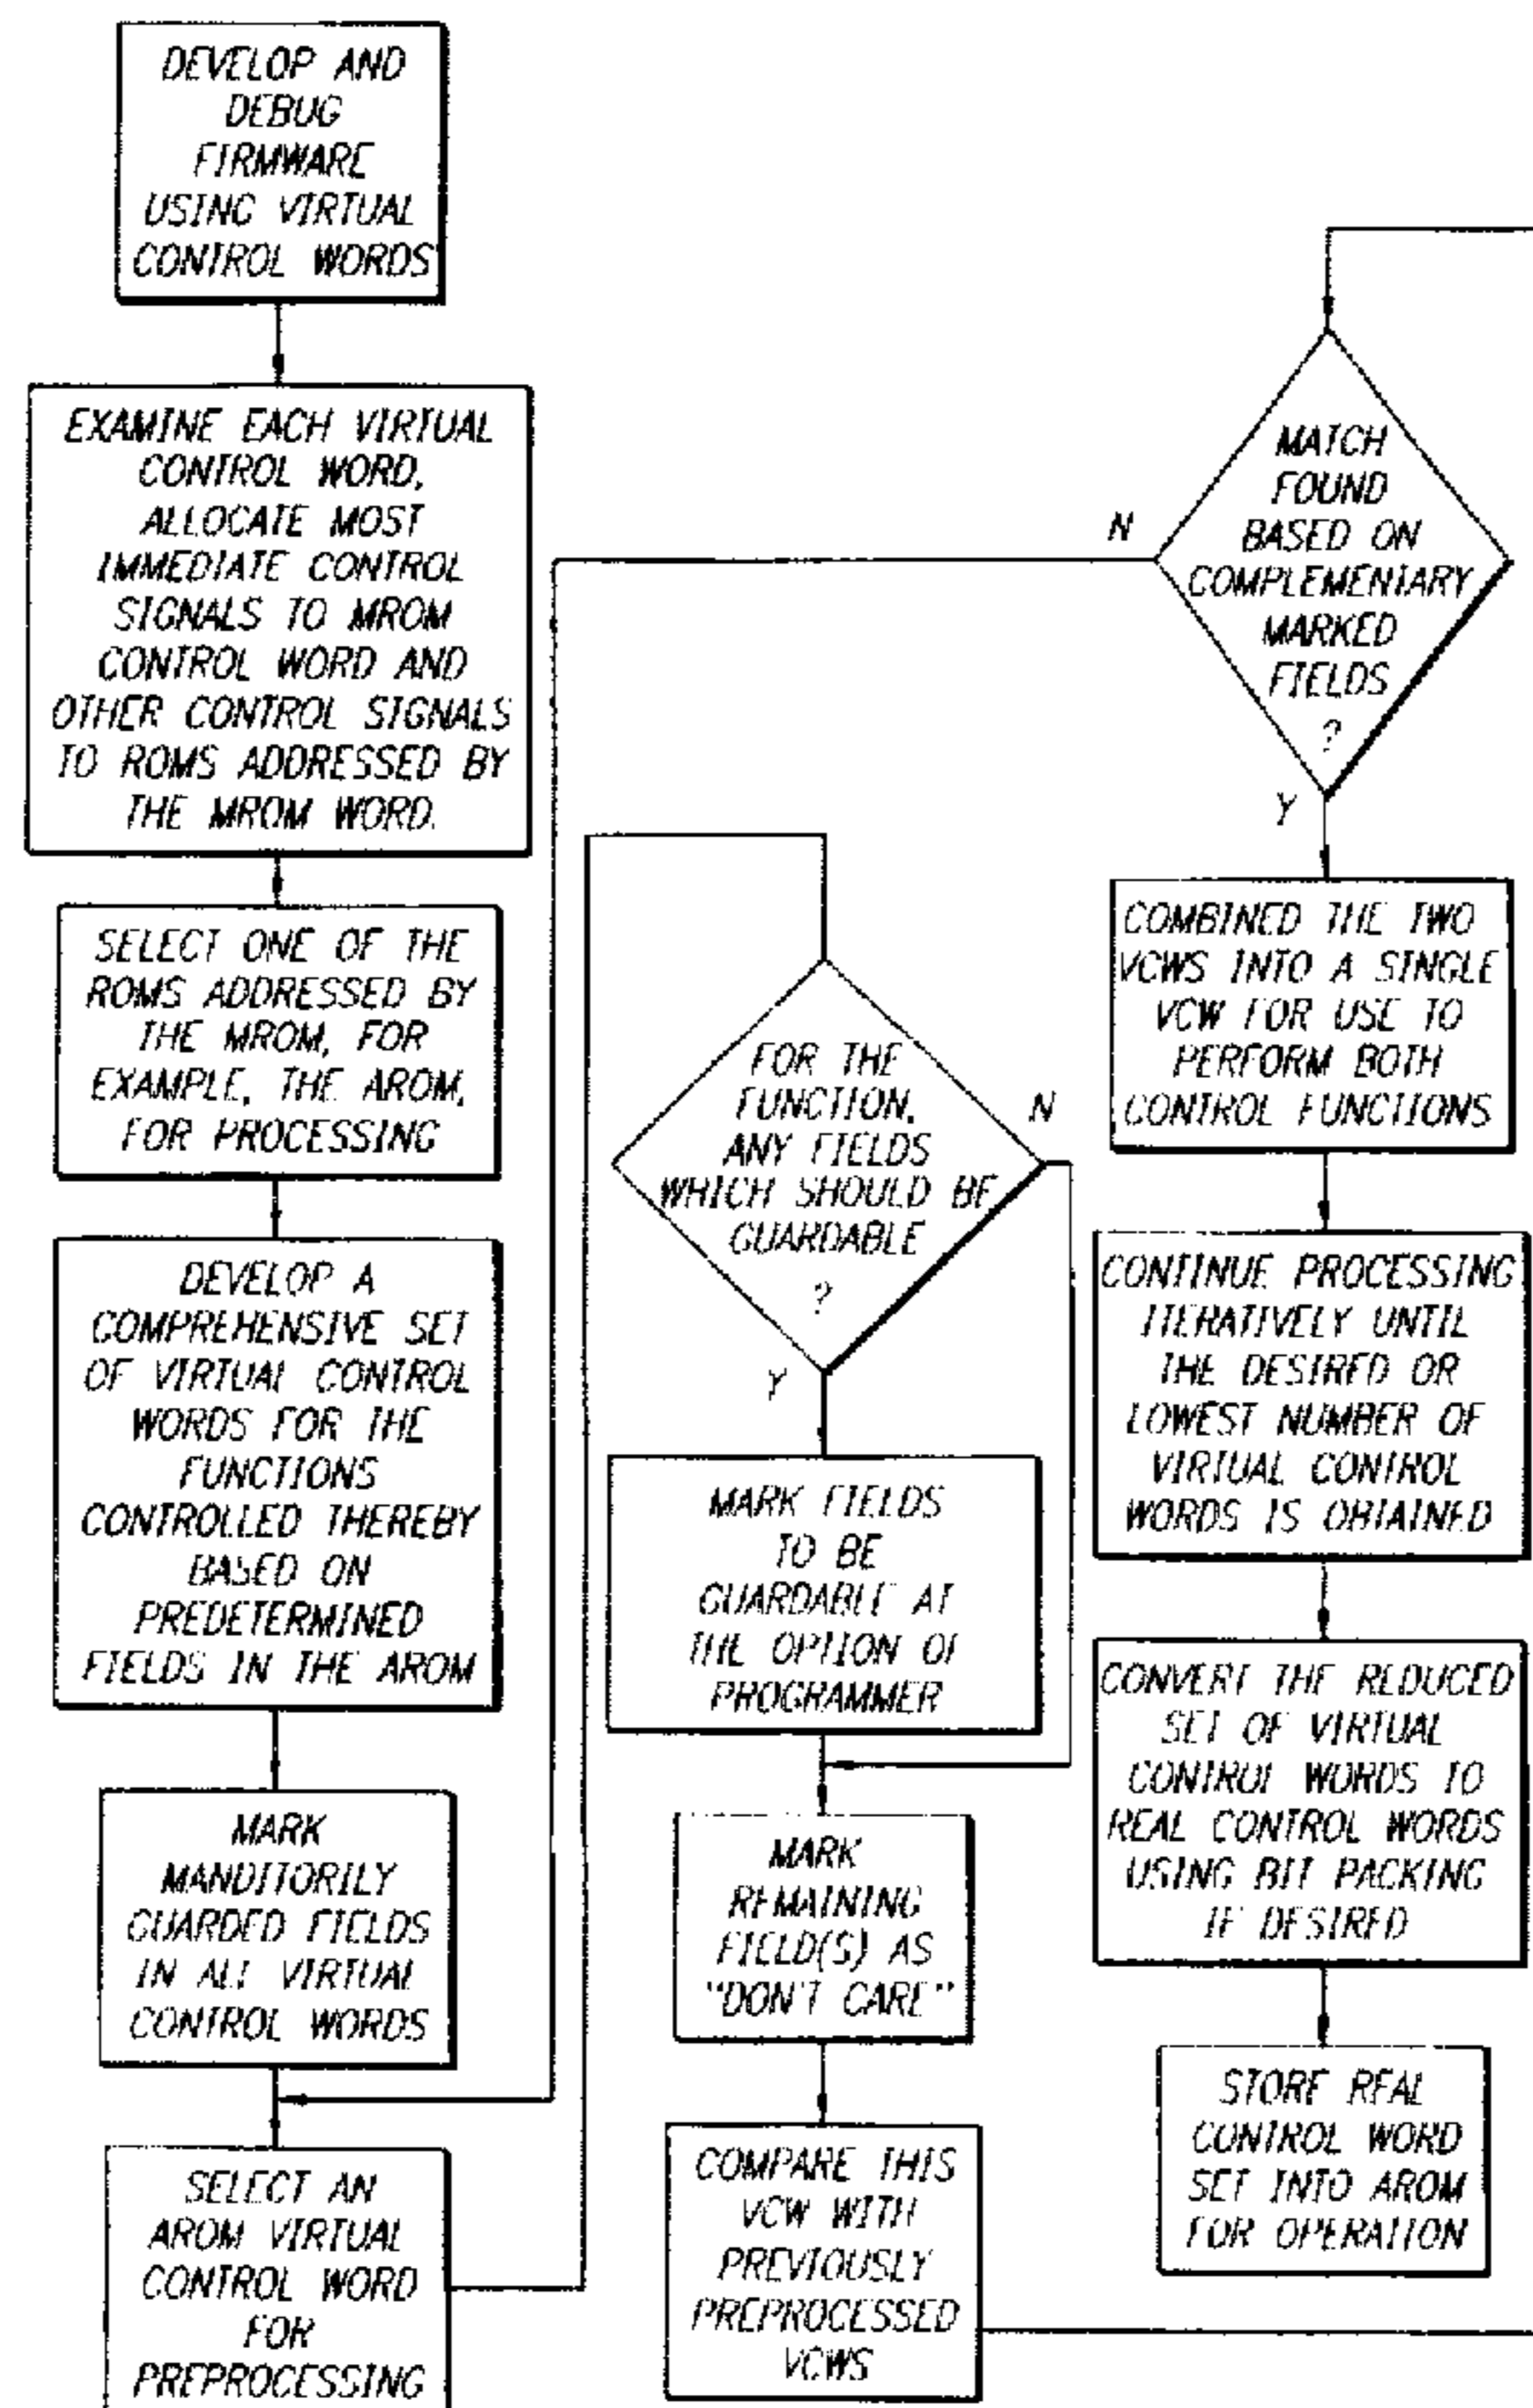 DEVELOP AND
DEBUG
FIRMWARE
USING VIRTUAL
CONTROL WORDS
EXAMINE EACH VIRTUAL
CONTROL WORD,
ALLOCATE MOST
IMMEDIATE CONTROL
SIGNALS TO MROM
CONTROL WORD AND
OTHER CONTROL SIGNALS
TO ROMS ADDRESSED BY
THE MROM WORD.
SELECT ONE OF THE
ROMS ADDRESSED BY
THE MROM, FOR
EXAMPLE, THE AROM,
FOR PROCESSING
DEVELOP A
COMPREHENSIVE SET
OF VIRTUAL CONTROL
WORDS FOR THE
FUNCTIONS
CONTROLLED THEREBY
BASED ON
PREDETERMINED
FIELDS IN THE AROM
MARK
MANDITORILY
GUARDED FIELDS
IN ALL VIRTUAL
CONTROL WORDS
SELECT AN
AROM VIRTUAL
CONTROL WORD
FOR
PREPROCESSING
FOR THE
FUNCTION,
ANY FIELDS
WHICH SHOULD BE
GUARDABLE
?
N
Y
MARK FIELDS
TO BE
GUARDABLE AT
THE OPTION OF
PROGRAMMER
MARK
REMAINING
FIELD(S) AS
"DON'T CARE"
COMPARE THIS
VCW WITH
PREVIOUSLY
PREPROCESSED
VCWS
MATCH
FOUND
BASED ON
COMPLEMENTARY
MARKED
FIELDS
?
N
Y
COMBINED THE TWO
VCWS INTO A SINGLE
VCW FOR USE TO
PERFORM BOTH
CONTROL FUNCTIONS
CONTINUE PROCESSING
ITERATIVELY UNTIL
THE DESIRED OR
LOWEST NUMBER OF
VIRTUAL CONTROL
WORDS IS OBTAINED
CONVERT THE REDUCED
SET OF VIRTUAL
CONTROL WORDS TO
REAL CONTROL WORDS
USING BIT PACKING
IF DESIRED
STORE REAL
CONTROL WORD
SET INTO AROM
FOR OPERATION